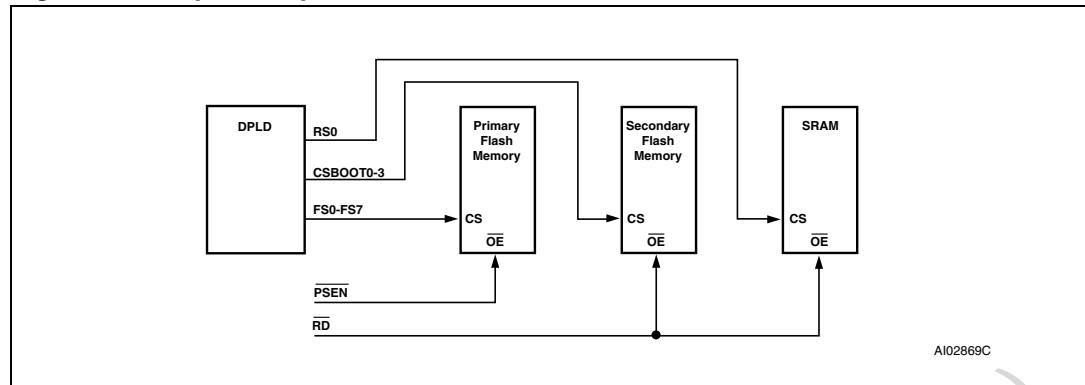 DPLD
RS0
CSBOOT0-3
FS0-FS7
Primary
Flash
Memory
CS
OE
Secondary
Flash
Memory
CS
OE
SRAM
CS
OE
PSEN
RD
AI02869C